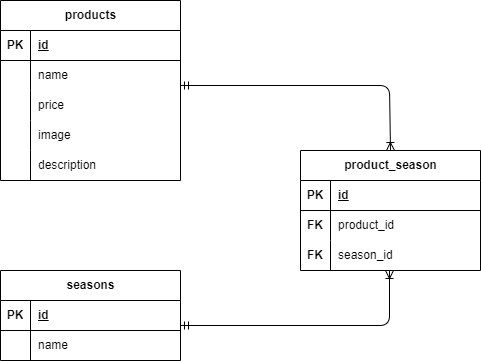 products
PK id
name
price
image
description
product_season
PK id
FK product_id
FK season_id
seasons
PK id
name